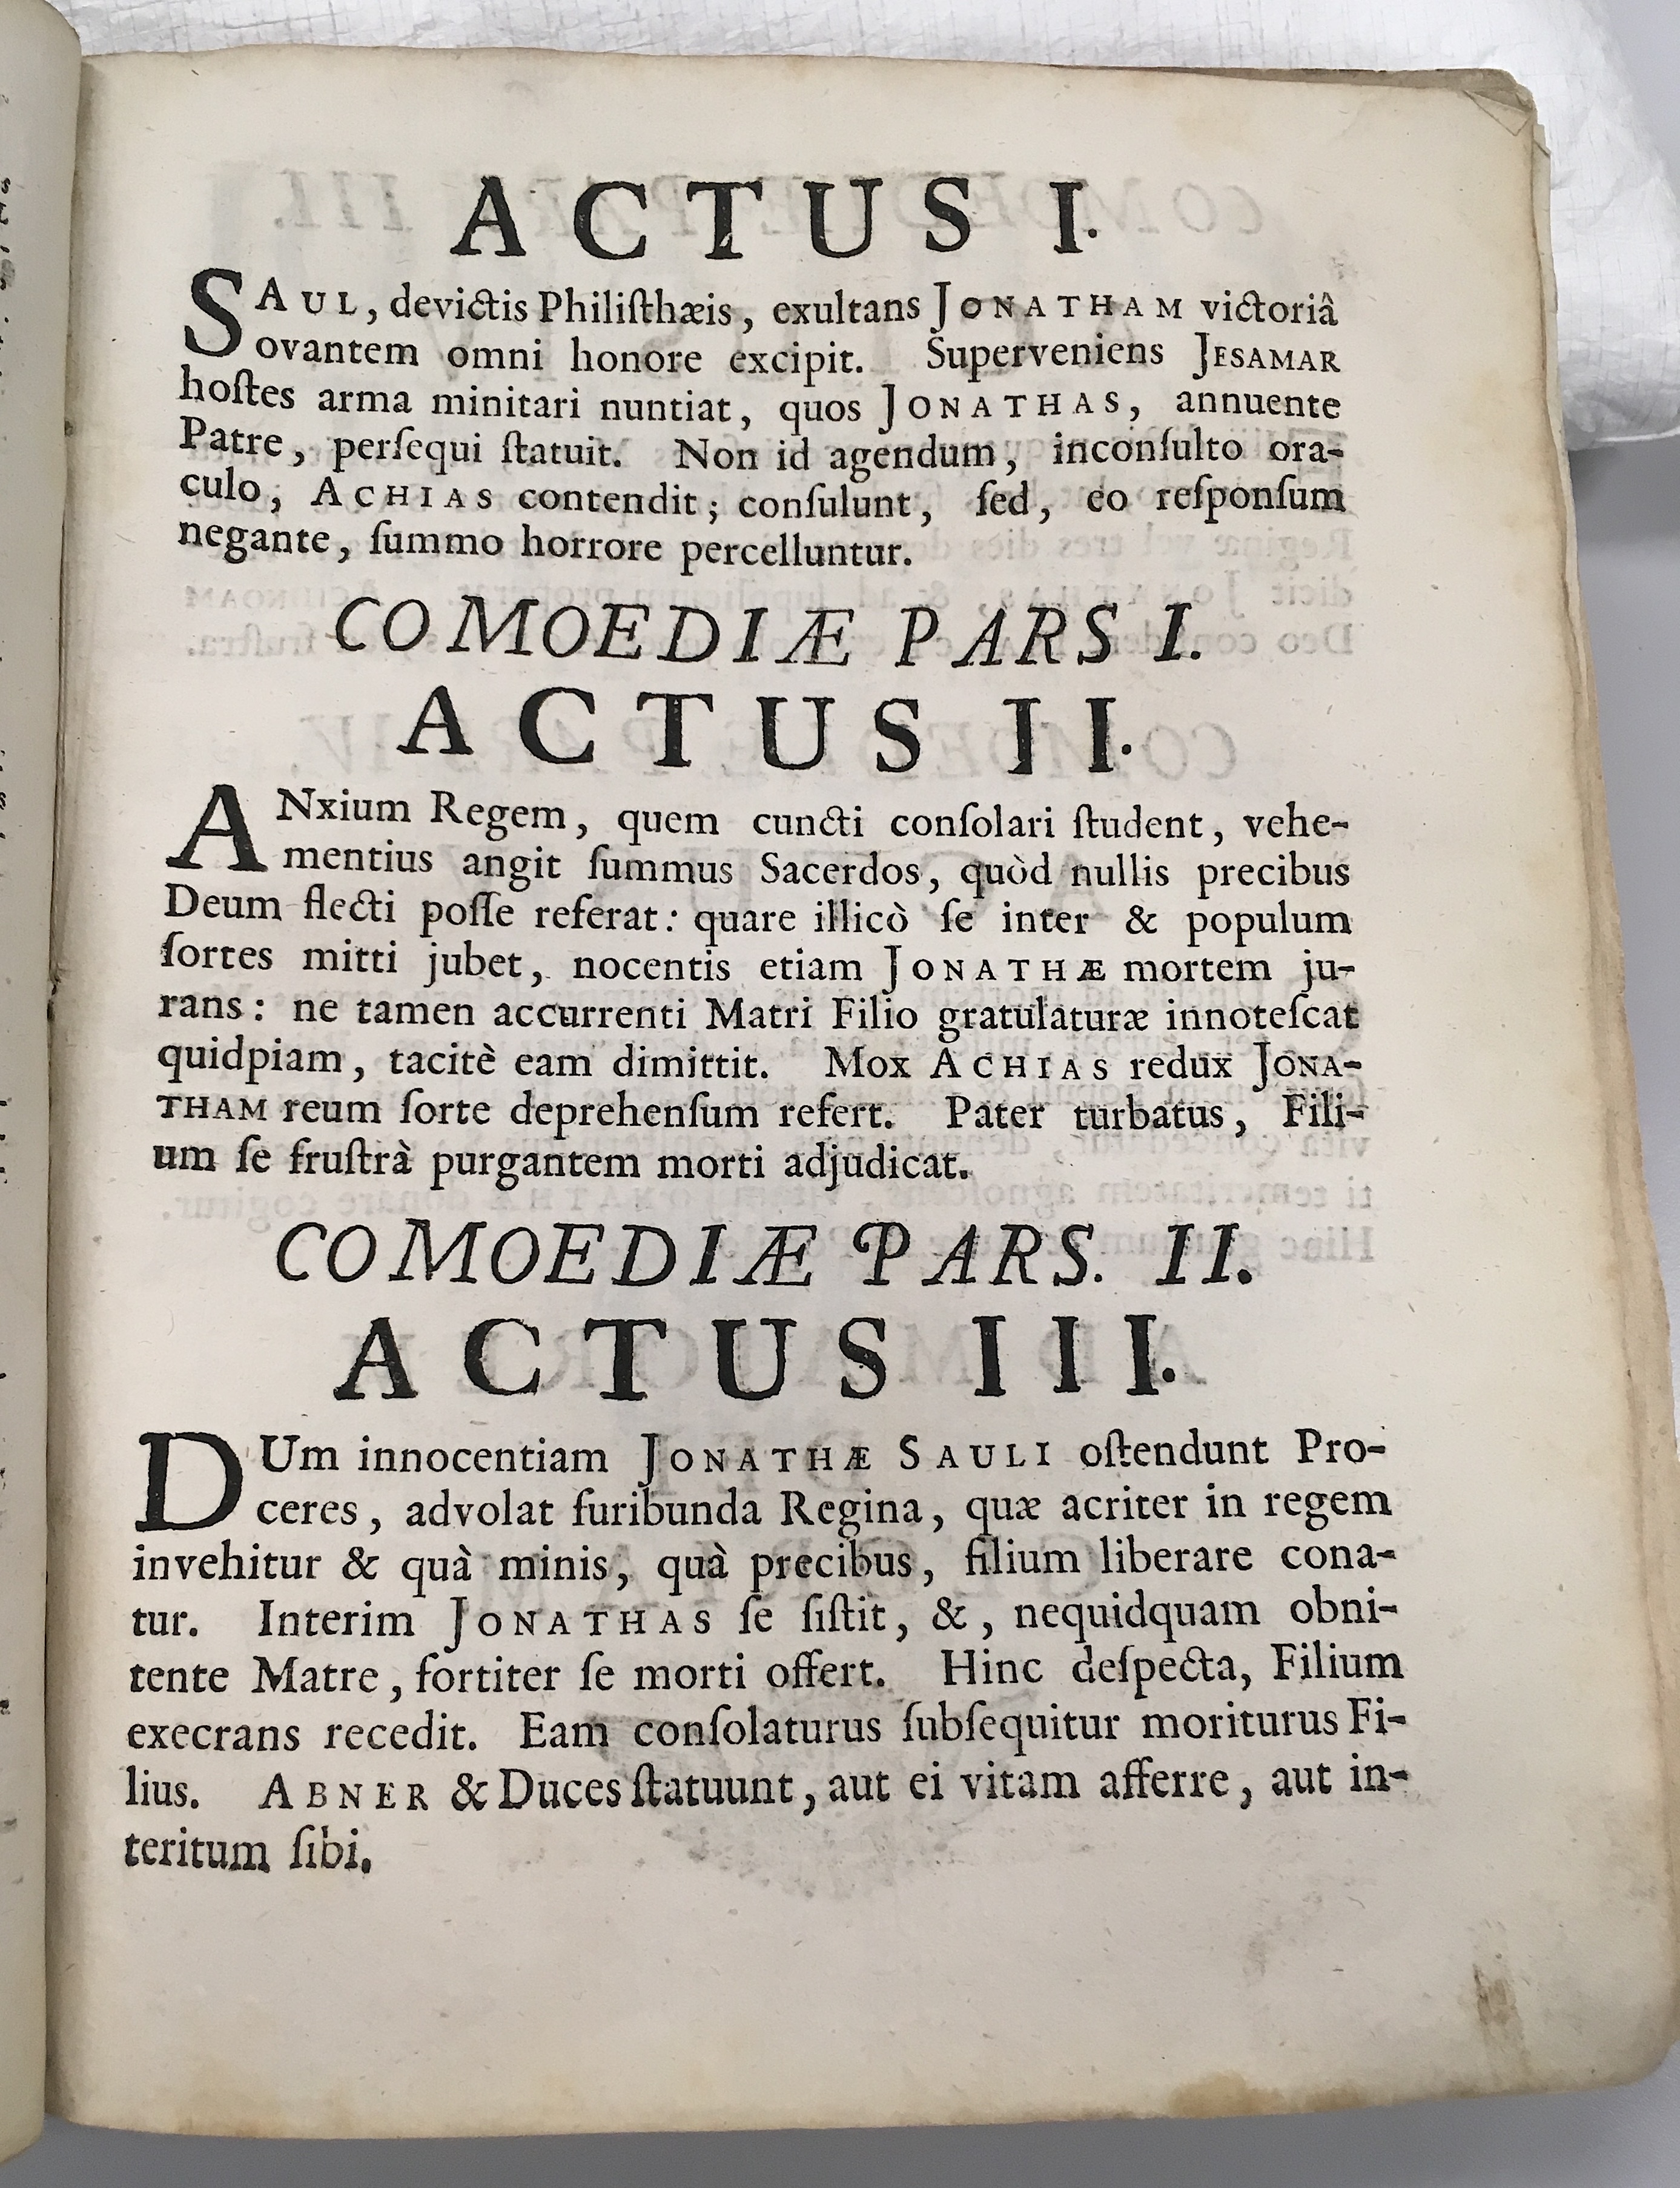 ACTUS I.
SAUL, devictis Philiſthæis, exultans JONATHAM victoriâ
ovantem omni honore excipit. Superveniens JESAMAR
hoſtes arma minitari nuntiat, quos JONATHAS, annuente
Patre, perſequi ſtatuit. Non id agendum, inconſulto ora-
culo, ACHIAS contendit; conſulunt, ſed, eo reſponſum
negante, ſummo horrore percelluntur.
COMOEDIÆ PARS I.
ACTUS II.
ANxium Regem, quem cuncti conſolari ſtudent, vehe-
mentius angit ſummus Sacerdos, quòd nullis precibus
Deum flecti poſſe referat: quare illicò ſe inter & populum
ſortes mitti jubet, nocentis etiam JONATHÆ mortem ju-
rans: ne tamen accurrenti Matri Filio gratulaturæ innoteſcat
quidpiam, tacitè eam dimittit. Mox ACHIAS redux JONA-
THAM reum ſorte deprehenſum refert. Pater turbatus, Fili-
um ſe fruſtrà purgantem morti adjudicat.
COMOEDIÆ PARS. II.
ACTUS III.
DUm innocentiam JONATHÆ SAULI oſtendunt Pro-
ceres, advolat furibunda Regina, quæ acriter in regem
invehitur & quà minis, quà precibus, filium liberare cona-
tur. Interim JONATHAS ſe ſiſtit, &, nequidquam obni-
tente Matre, fortiter ſe morti offert. Hinc deſpecta, Filium
execrans recedit. Eam conſolaturus ſubſequitur moriturus Fi-
lius. ABNER & Duces ſtatuunt, aut ei vitam afferre, aut in-
teritum ſibi.